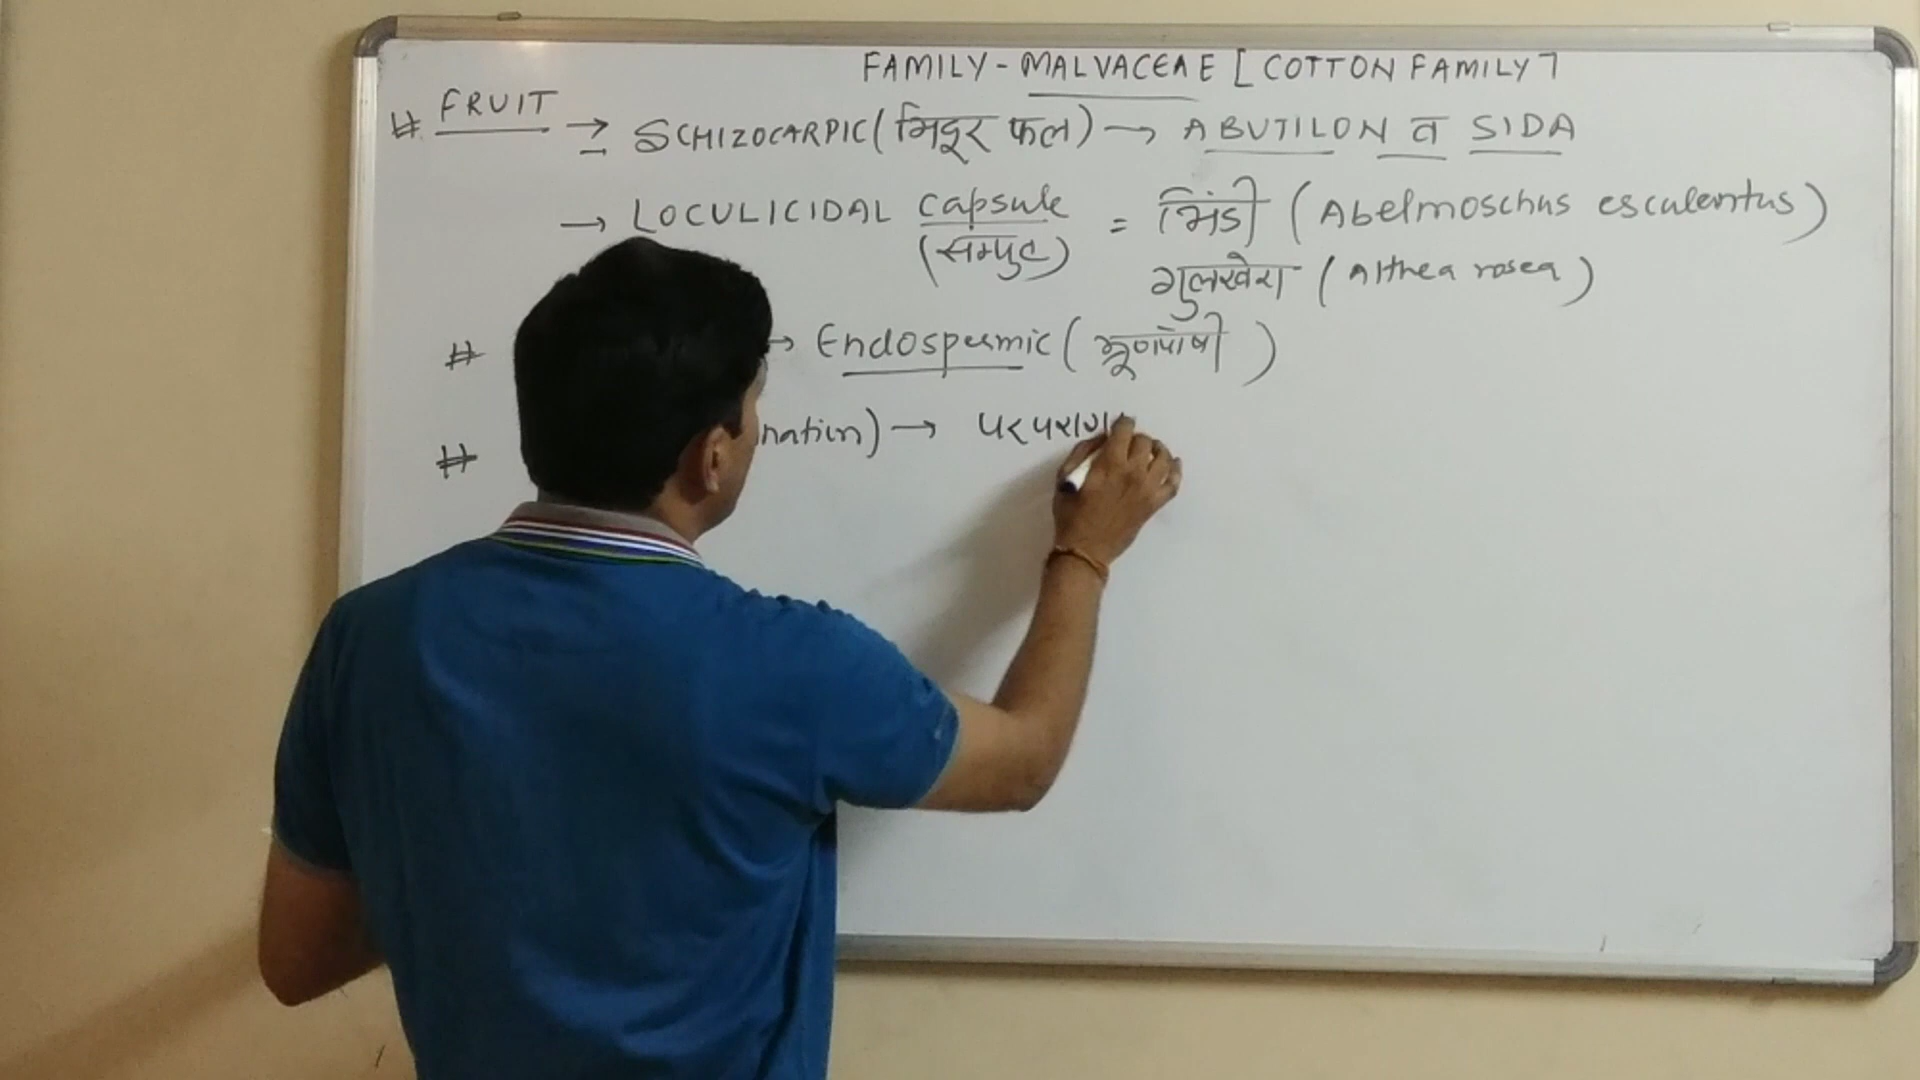 FAMILY - MALVACEAE [COTTON FAMILY]
# FRUIT → SCHIZOCARPIC (भिदुर फल) → ABUTILON व SIDA
→ LOCULICIDAL capsule = भिंडी (Abelmoschus esculentus)
(सम्पुट) गुलखेरा (Althea rosea)
# → Endospermic (भ्रूणपोषी)
# nation) → परपराग